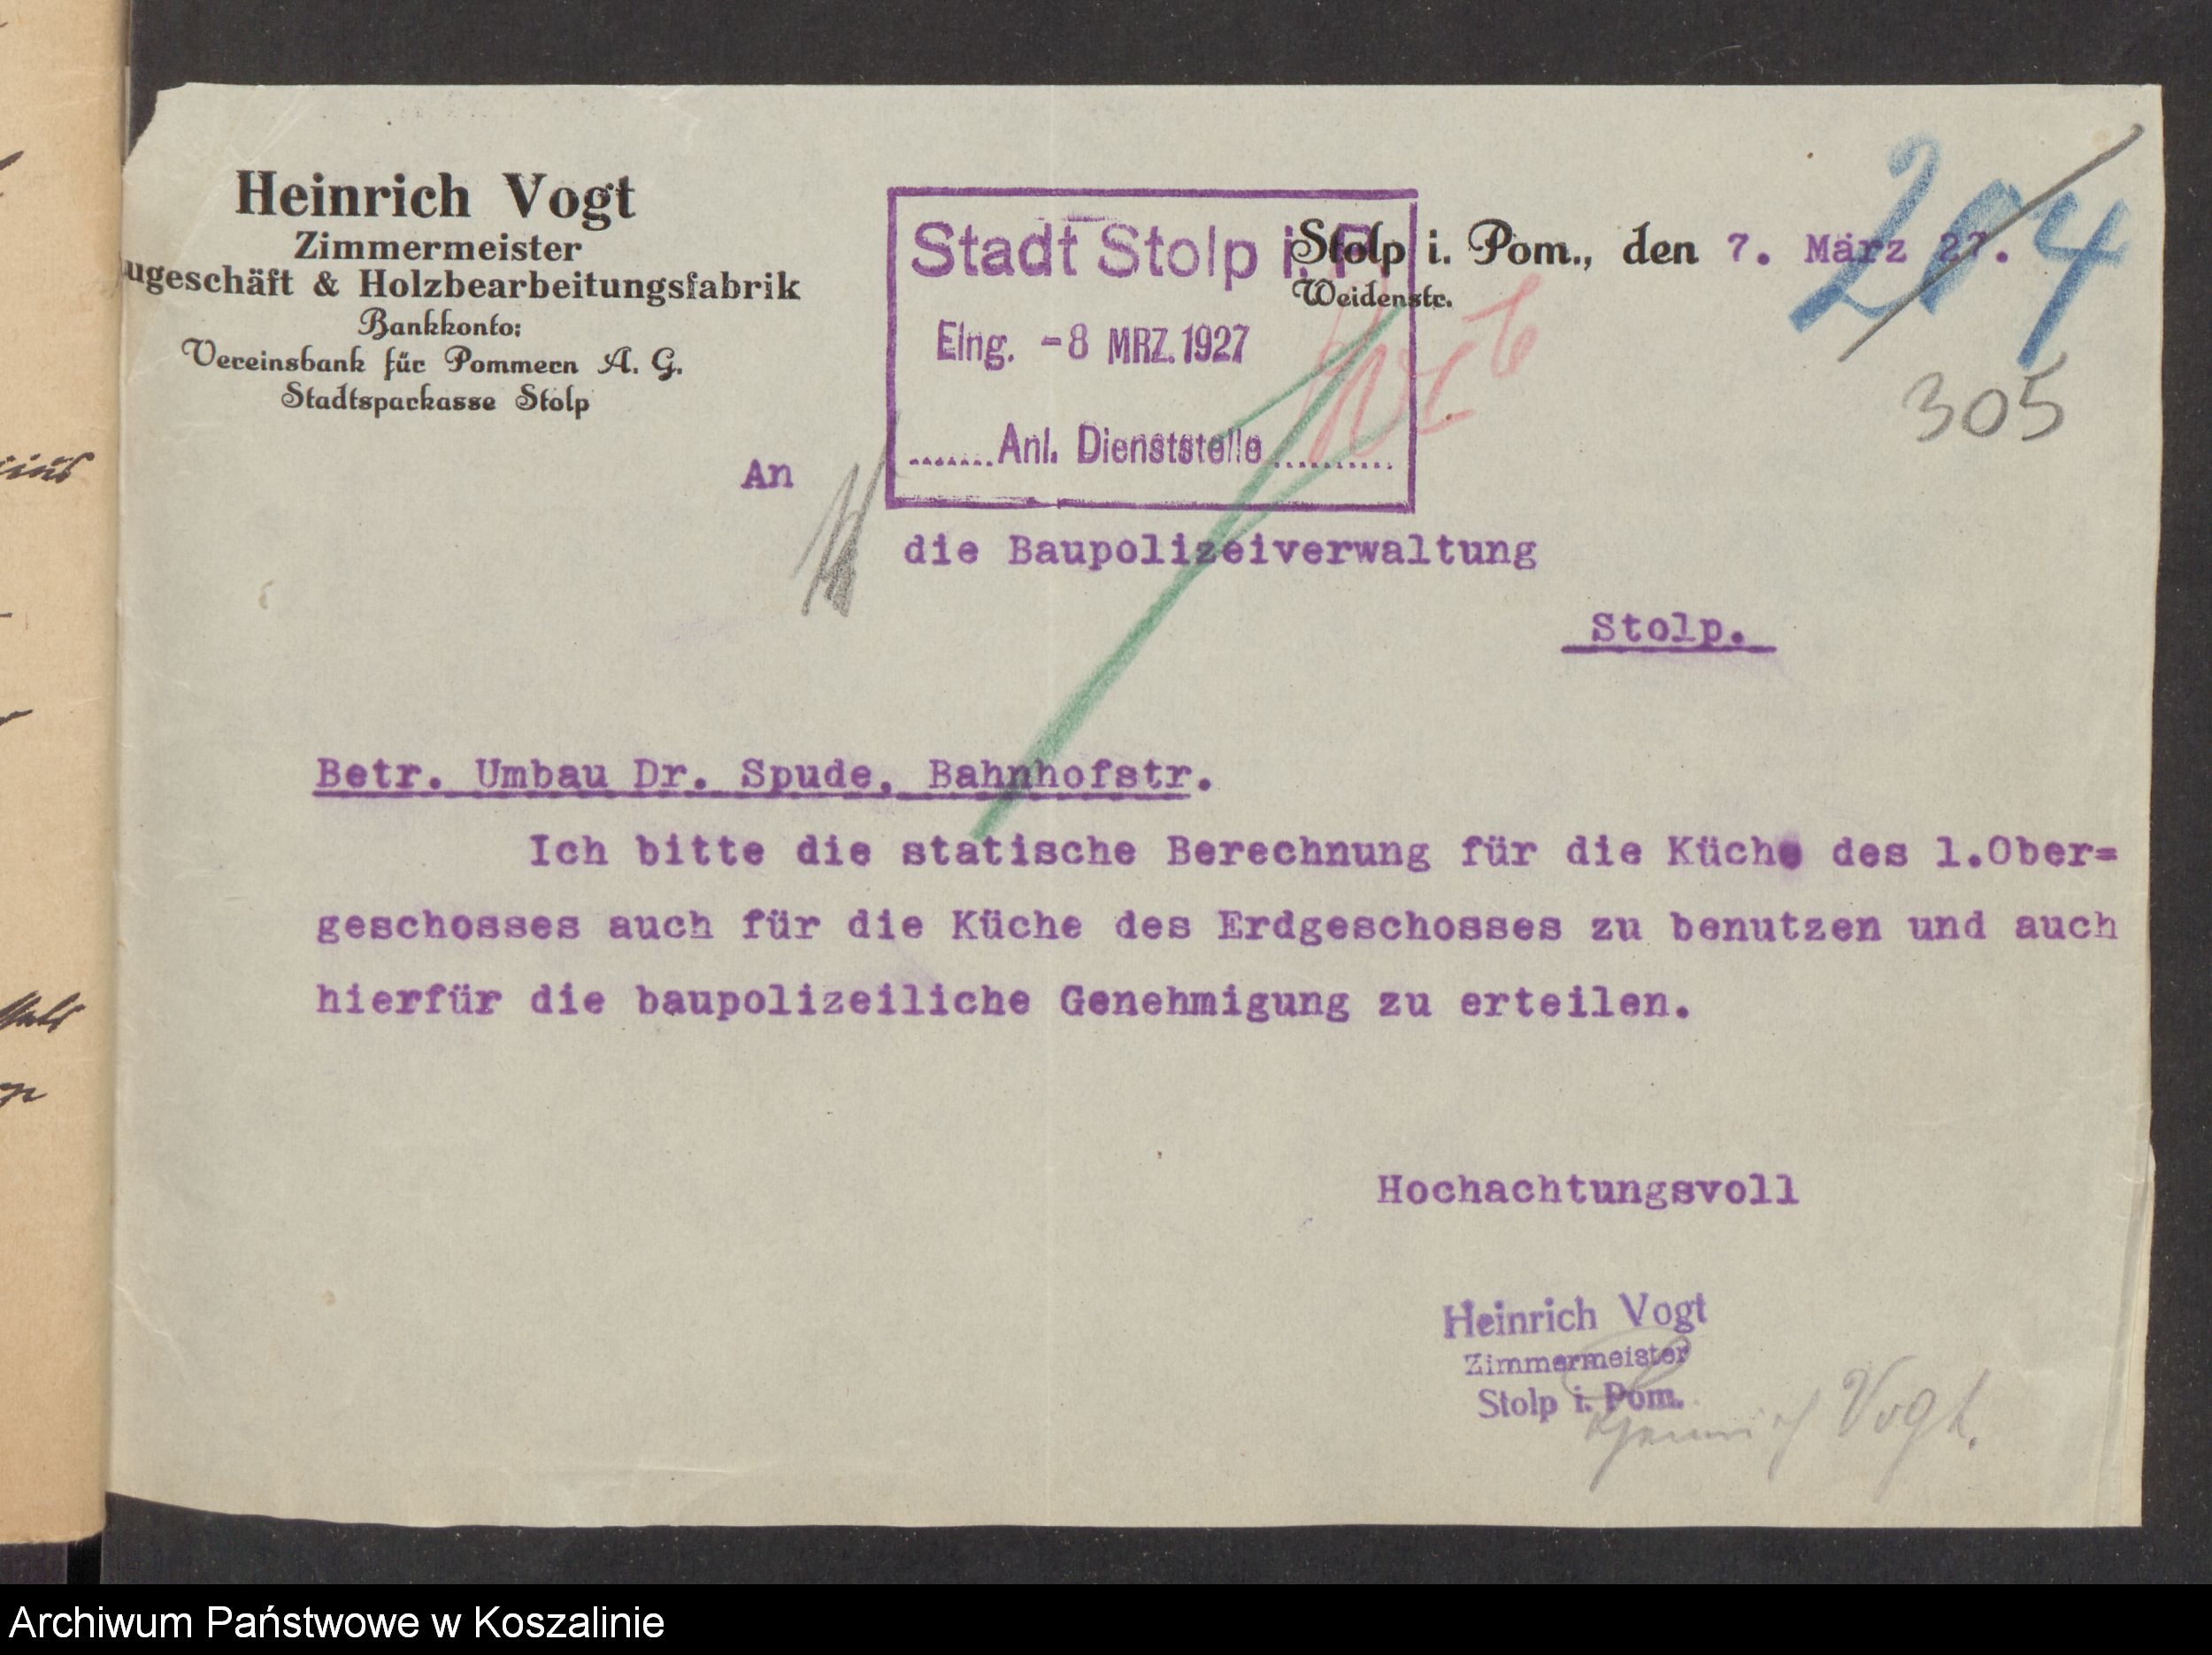 Heinrich Vogt
Zimmermeister
ugeschäft & Holzbearbeitungsfabrik
Bankkonto:
Vereinsbank für Pommern A. G.
Stadtsparkasse Stolp
Stadt Stolp i. P.
Eing. -8 MRZ. 1927
.......Anl. Dienststelle..........
Stolp i. Pom., den 7. März 27.
Weidenstr.
204
305
An
die Baupolizeiverwaltung
Stolp.
Betr. Umbau Dr. Spude, Bahnhofstr.
Ich bitte die statische Berechnung für die Küche des 1.Ober=
geschosses auch für die Küche des Erdgeschosses zu benutzen und auch
hierfür die baupolizeiliche Genehmigung zu erteilen.
Hochachtungsvoll
Heinrich Vogt
Zimmermeister
Stolp i. Pom.
Heinrich Vogt.
Archiwum Państwowe w Koszalinie